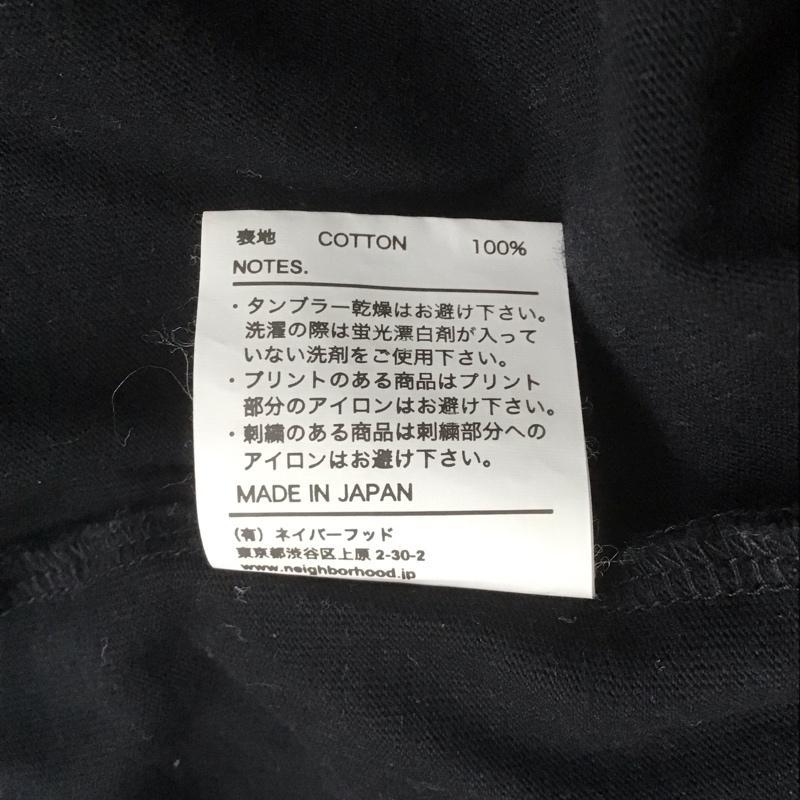 表地 COTTON 100%
NOTES.
・タンブラー乾燥はお避け下さい。
洗濯の際は蛍光漂白剤が入って
いない洗剤をご使用下さい。
・プリントのある商品はプリント
部分のアイロンはお避け下さい。
・刺繍のある商品は刺繍部分への
アイロンはお避け下さい。
MADE IN JAPAN
(有) ネイバーフッド
東京都渋谷区上原 2-30-2
www.neighborhood.jp